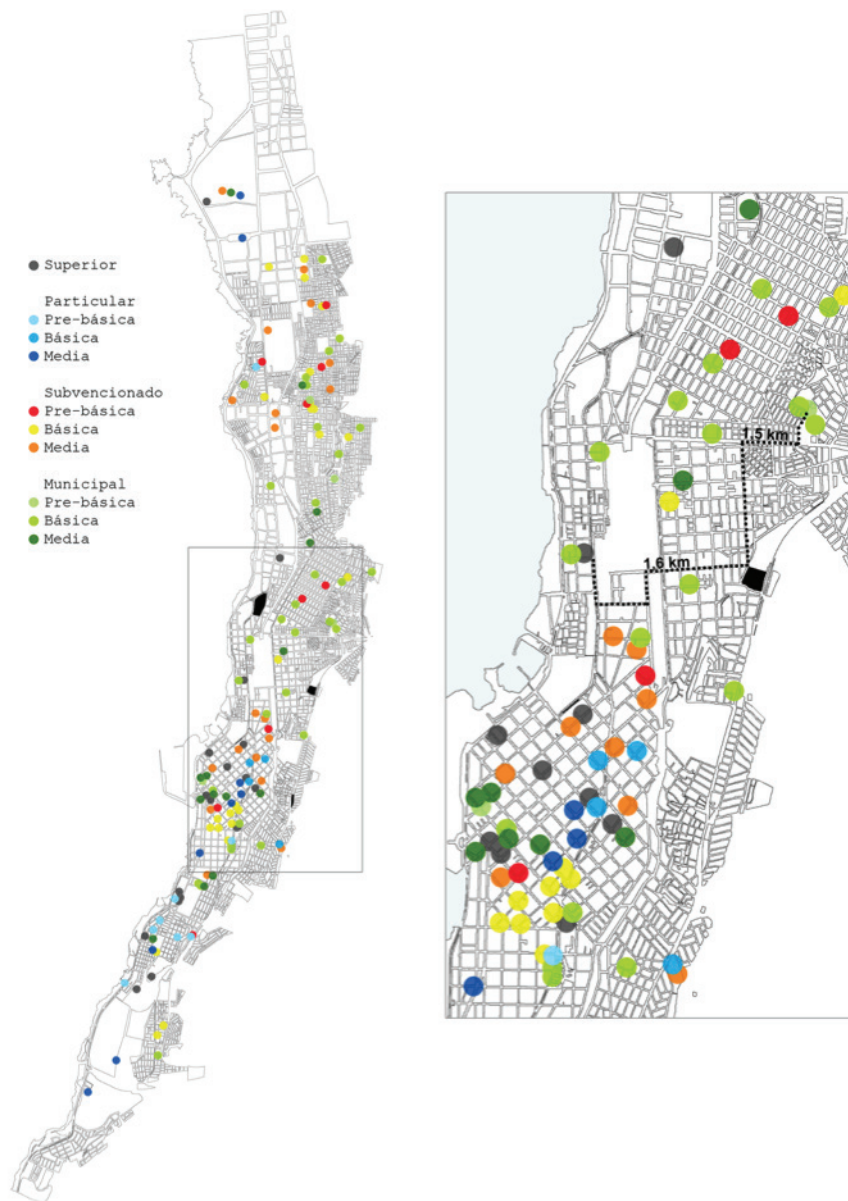 Superior
Particular
Pre-básica
Básica
Media
Subvencionado
Pre-básica
Básica
Media
Municipal
Pre-básica
Básica
Media
1.5 km
1.6 km